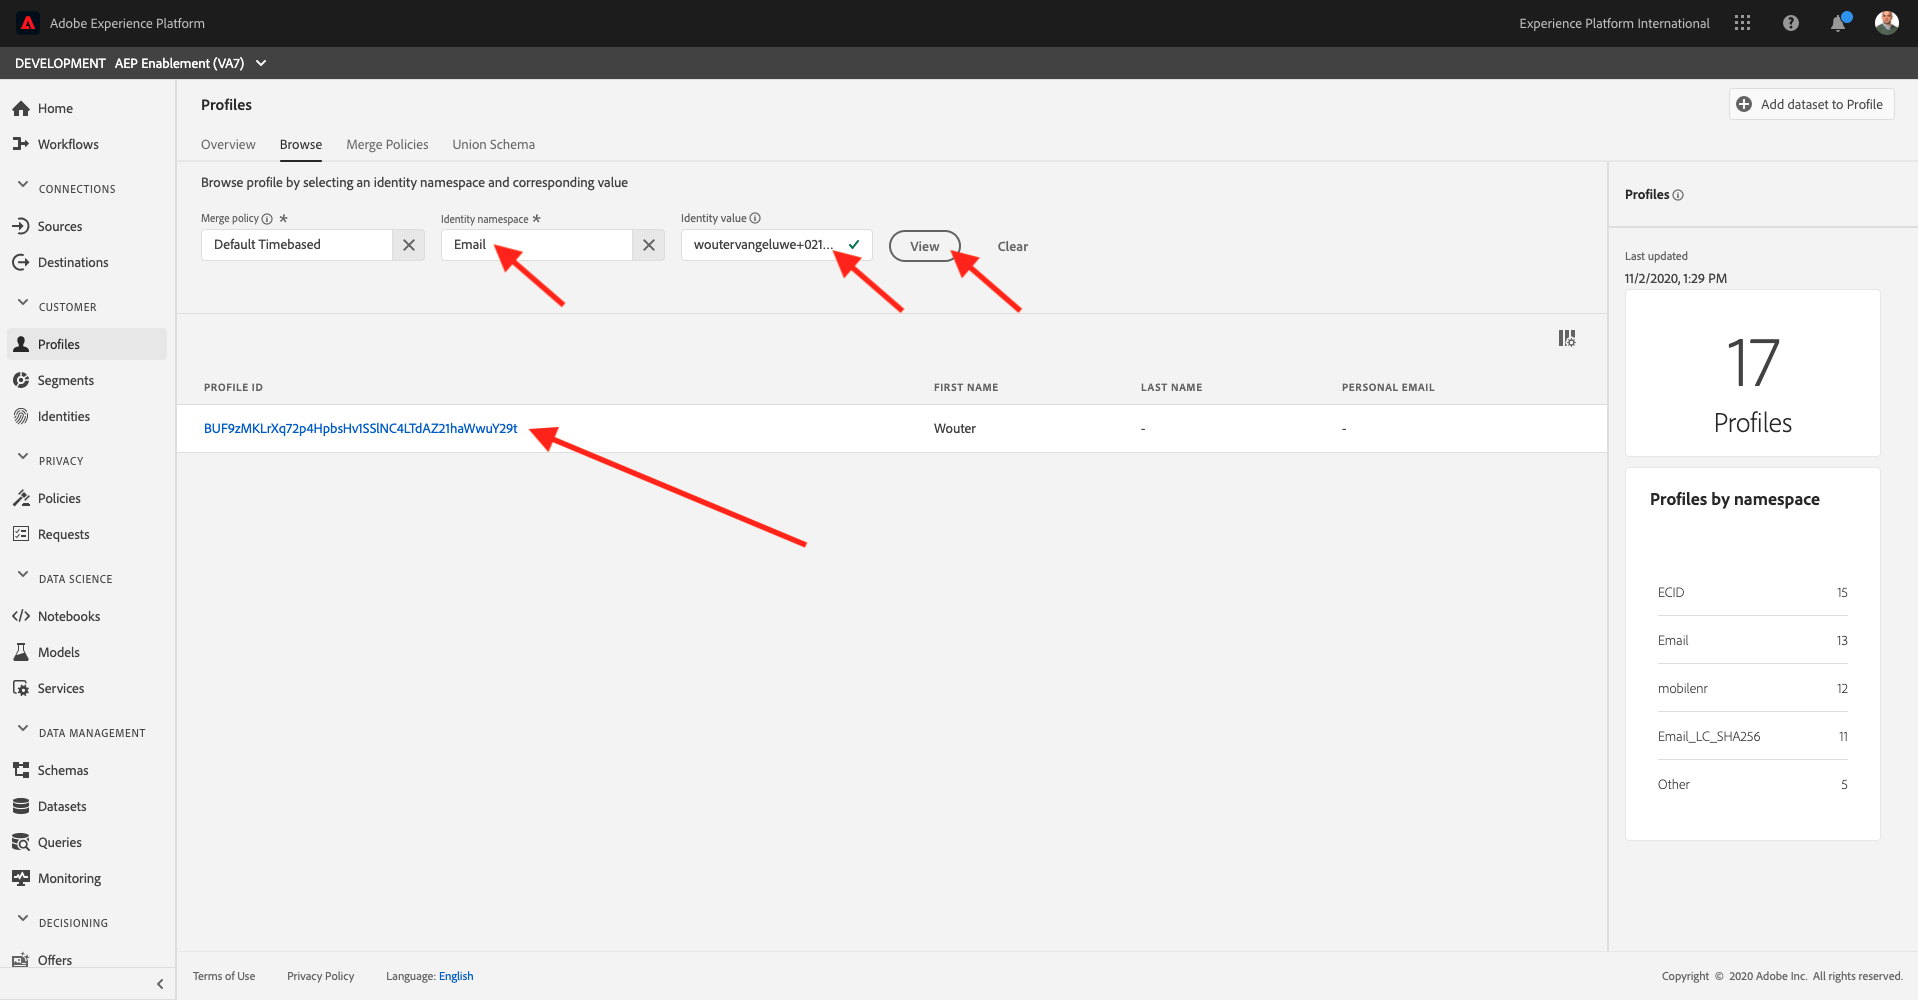 Adobe Experience Platform
Experience Platform International
DEVELOPMENT AEP Enablement (VA7)
Home
Workflows
CONNECTIONS
Sources
Destinations
CUSTOMER
Profiles
Segments
Identities
PRIVACY
Policies
Requests
DATA SCIENCE
Notebooks
Models
Services
DATA MANAGEMENT
Schemas
Datasets
Queries
Monitoring
DECISIONING
Offers
Profiles
Add dataset to Profile
Overview Browse Merge Policies Union Schema
Browse profile by selecting an identity namespace and corresponding value
Merge policy * Identity namespace * Identity value
Default Timebased Email woutervangeluwe+021... View Clear
PROFILE ID FIRST NAME LAST NAME PERSONAL EMAIL
BUF9zMKLrXq72p4HpbsHv1SSlNC4LTdAZ21haWwuY29t Wouter - -
Profiles
Last updated
11/2/2020, 1:29 PM
17
Profiles
Profiles by namespace
ECID 15
Email 13
mobilenr 12
Email_LC_SHA256 11
Other 5
Terms of Use Privacy Policy Language: English
Copyright © 2020 Adobe Inc. All rights reserved.